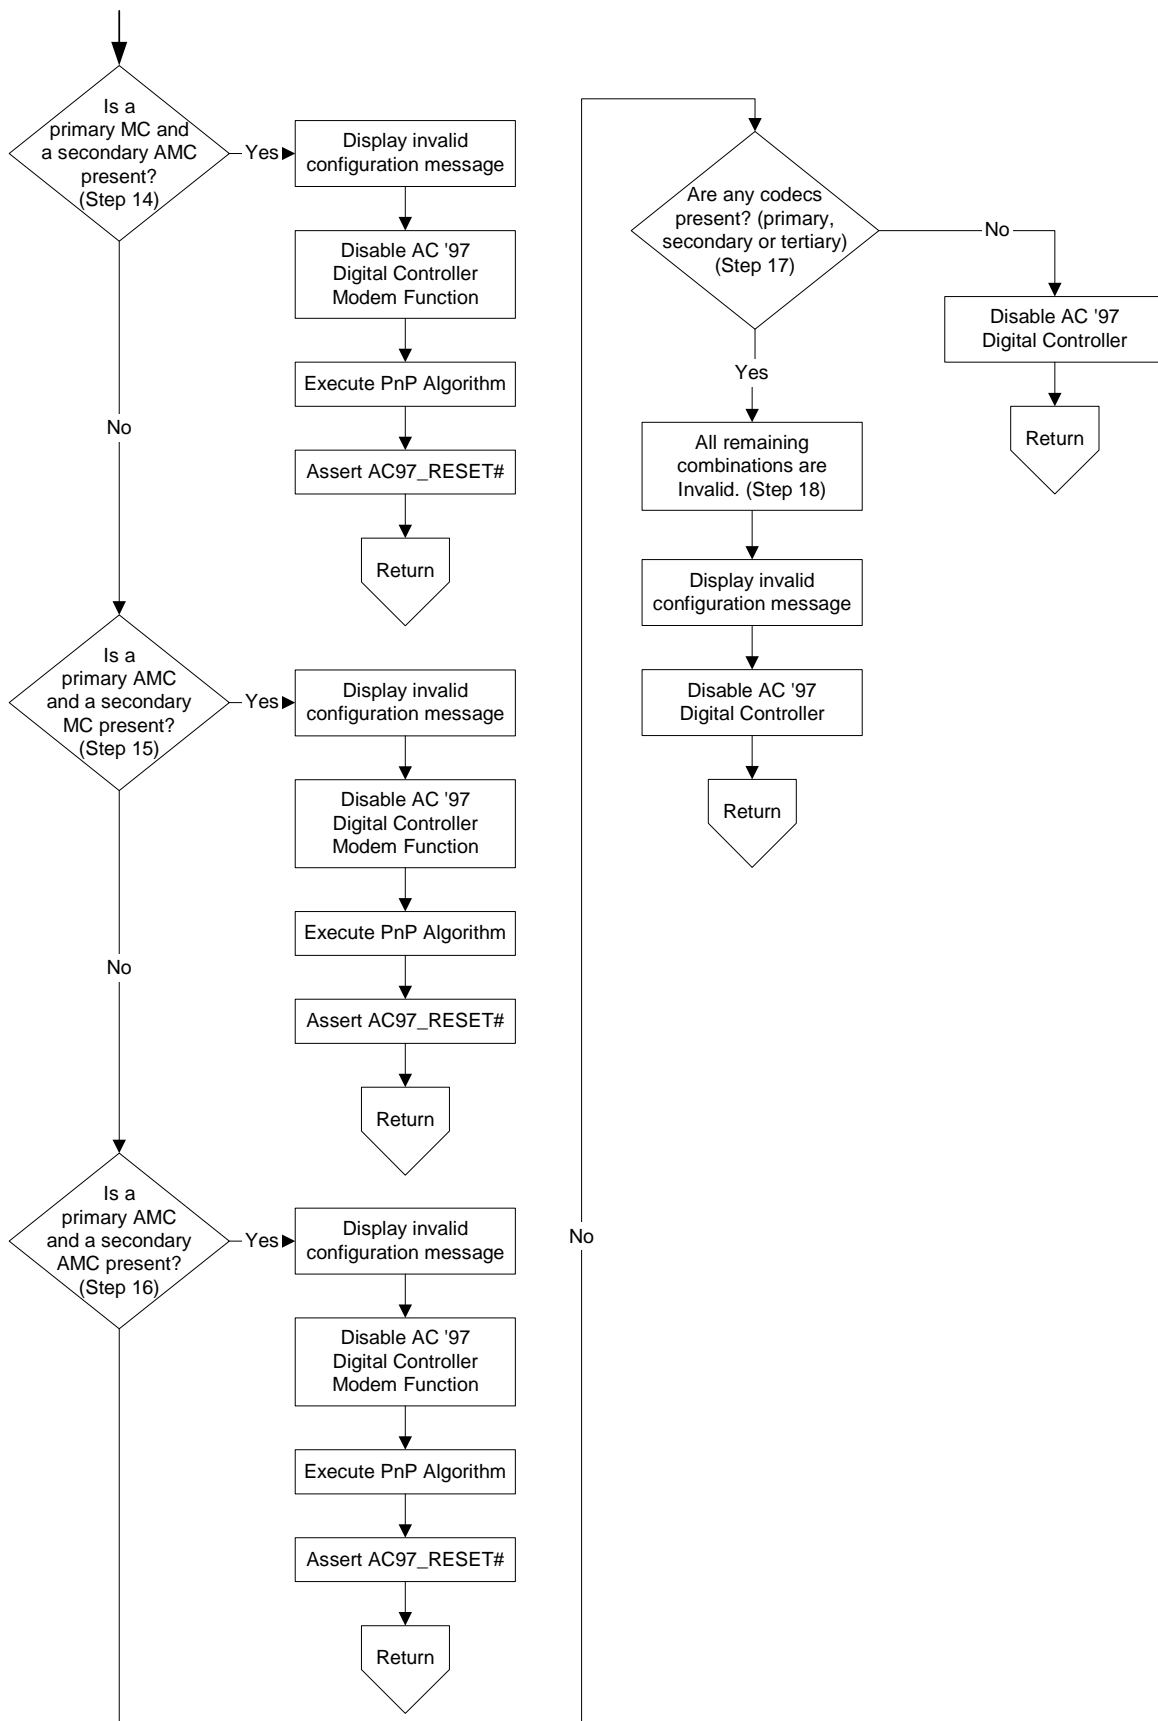 Is a
primary MC and
a secondary AMC
present?
(Step 14)
Yes
Display invalid
configuration message
Disable AC '97
Digital Controller
Modem Function
Execute PnP Algorithm
Assert AC97_RESET#
Return
No
Is a
primary AMC
and a secondary
MC present?
(Step 15)
Yes
Display invalid
configuration message
Disable AC '97
Digital Controller
Modem Function
Execute PnP Algorithm
Assert AC97_RESET#
Return
No
Is a
primary AMC
and a secondary
AMC present?
(Step 16)
Yes
Display invalid
configuration message
Disable AC '97
Digital Controller
Modem Function
Execute PnP Algorithm
Assert AC97_RESET#
Return
No
Are any codecs
present? (primary,
secondary or tertiary)
(Step 17)
No
Disable AC '97
Digital Controller
Return
Yes
All remaining
combinations are
Invalid. (Step 18)
Display invalid
configuration message
Disable AC '97
Digital Controller
Return